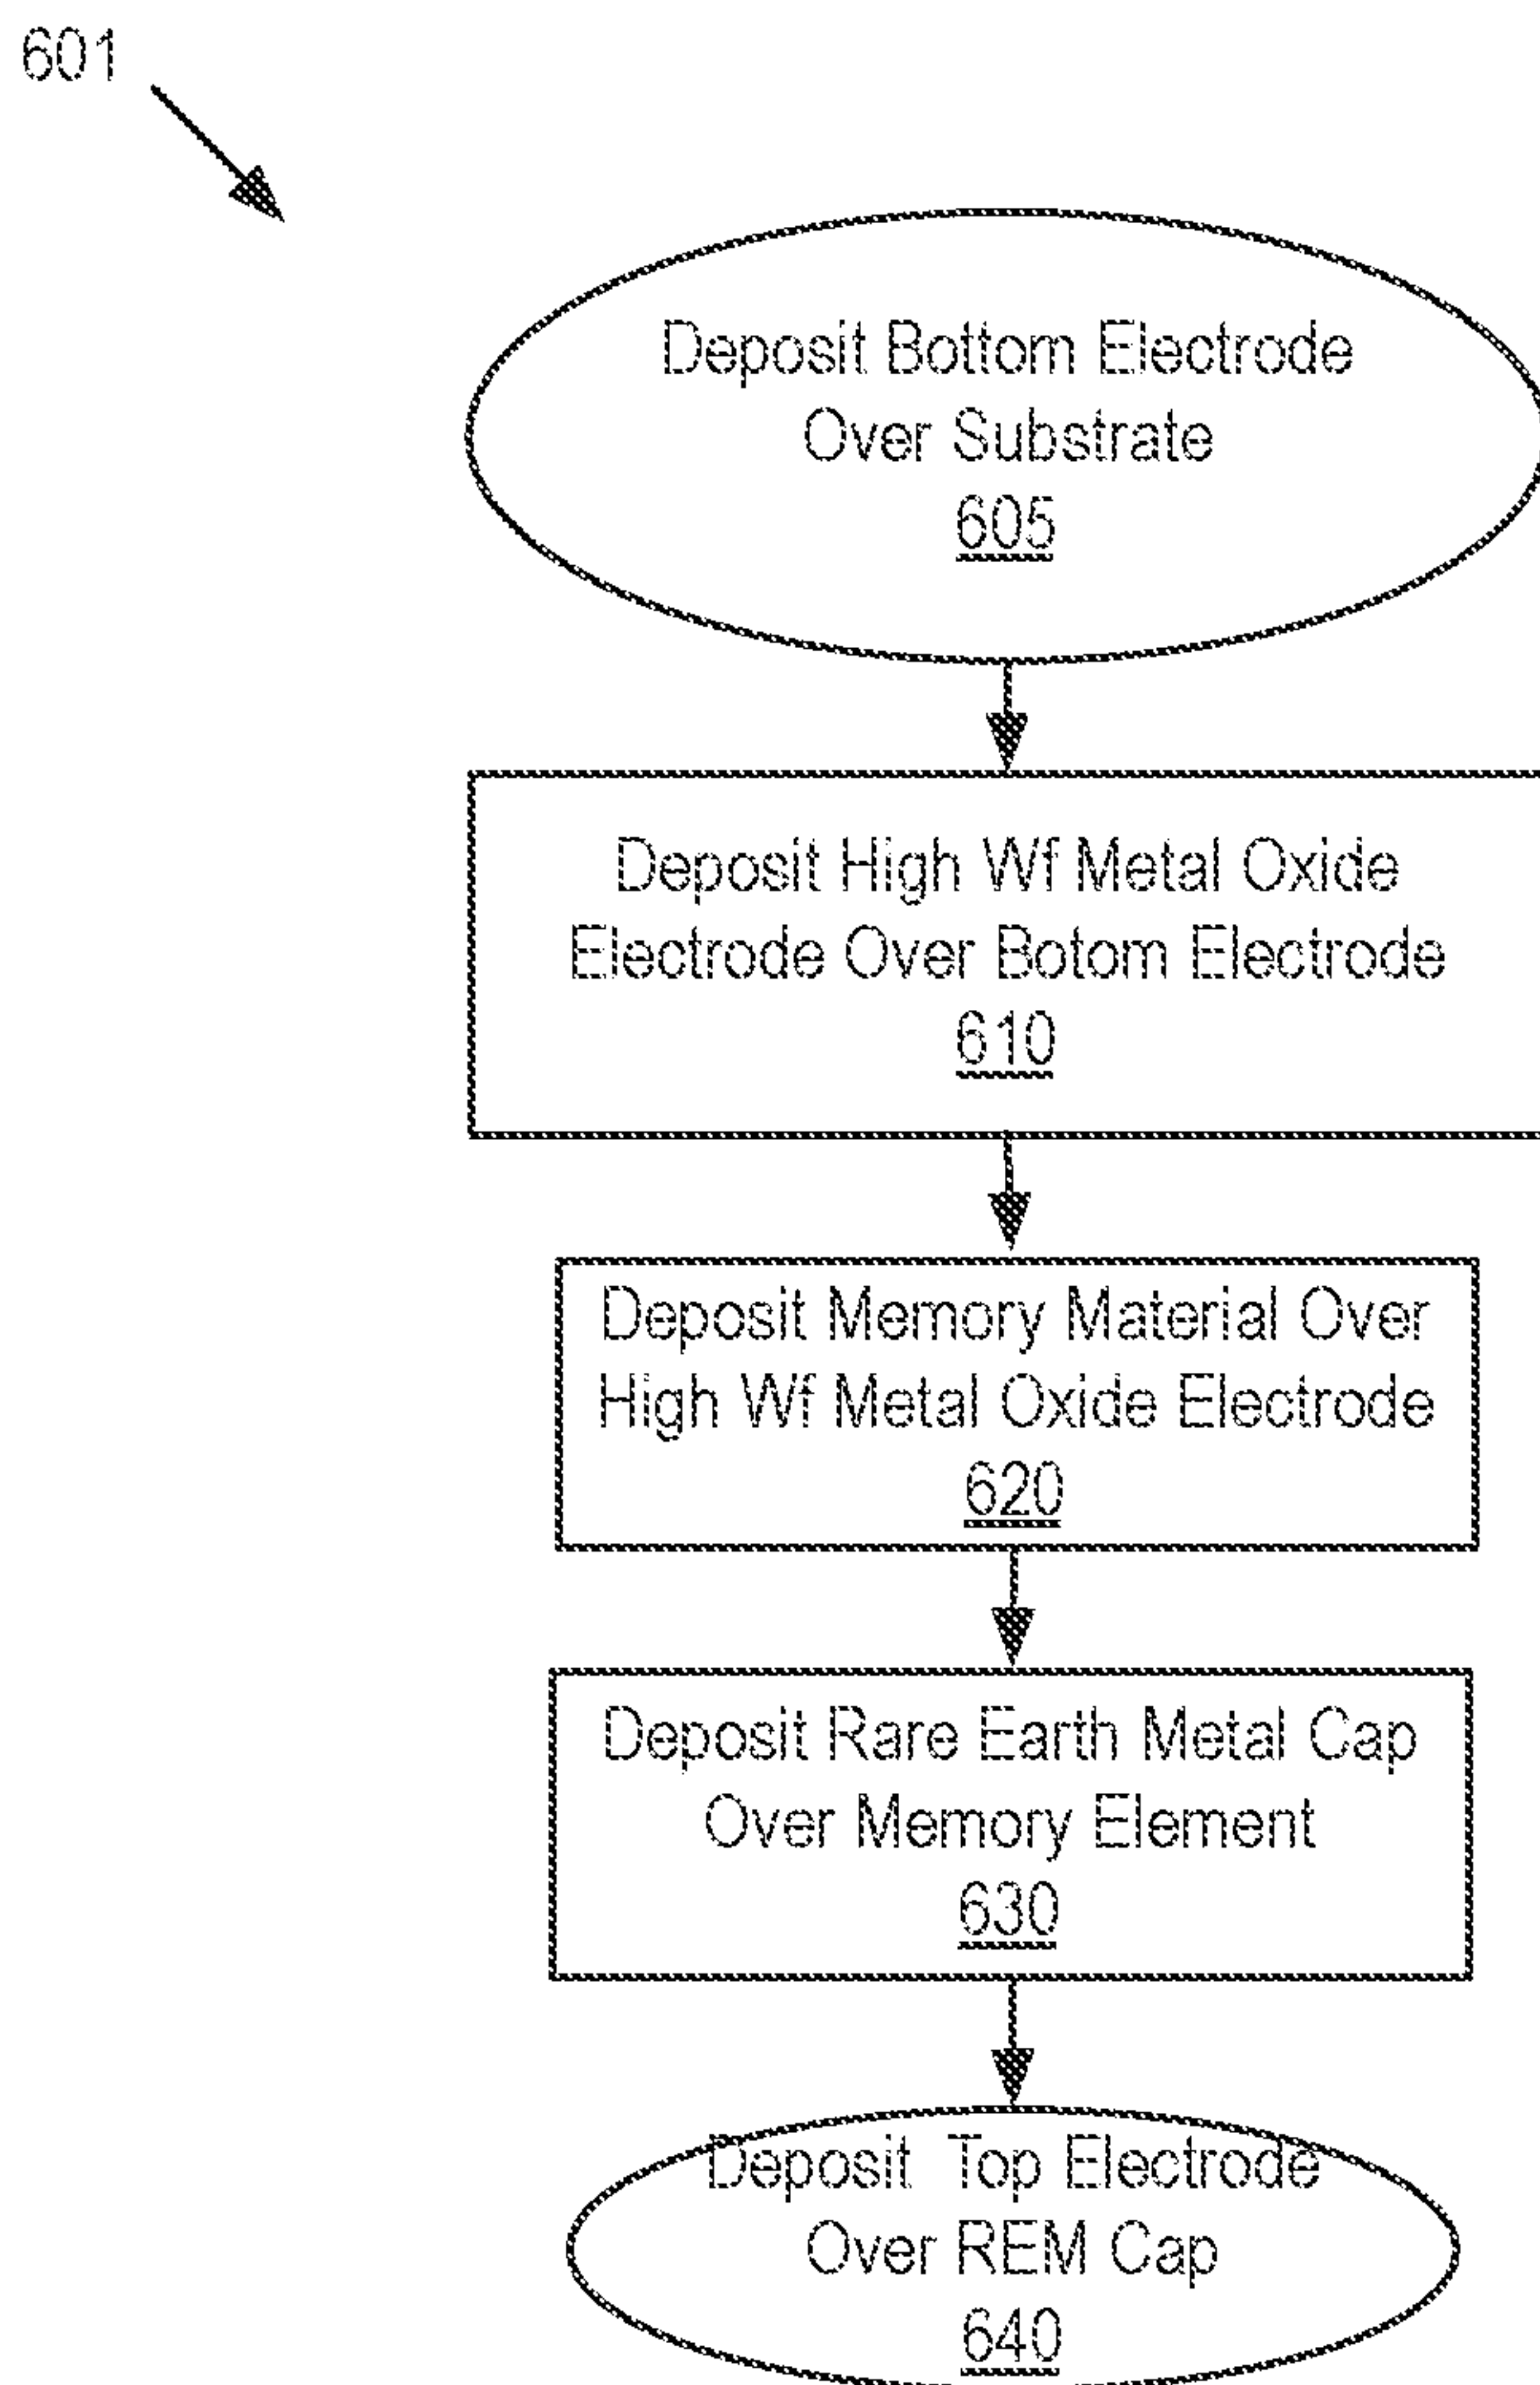 601
Deposit Bottom Electrode
Over Substrate
605
Deposit High Wf Metal Oxide
Electrode Over Botom Electrode
610
Deposit Memory Material Over
High Wf Metal Oxide Electrode
620
Deposit Rare Earth Metal Cap
Over Memory Element
630
Deposit Top Electrode
Over REM Cap
640